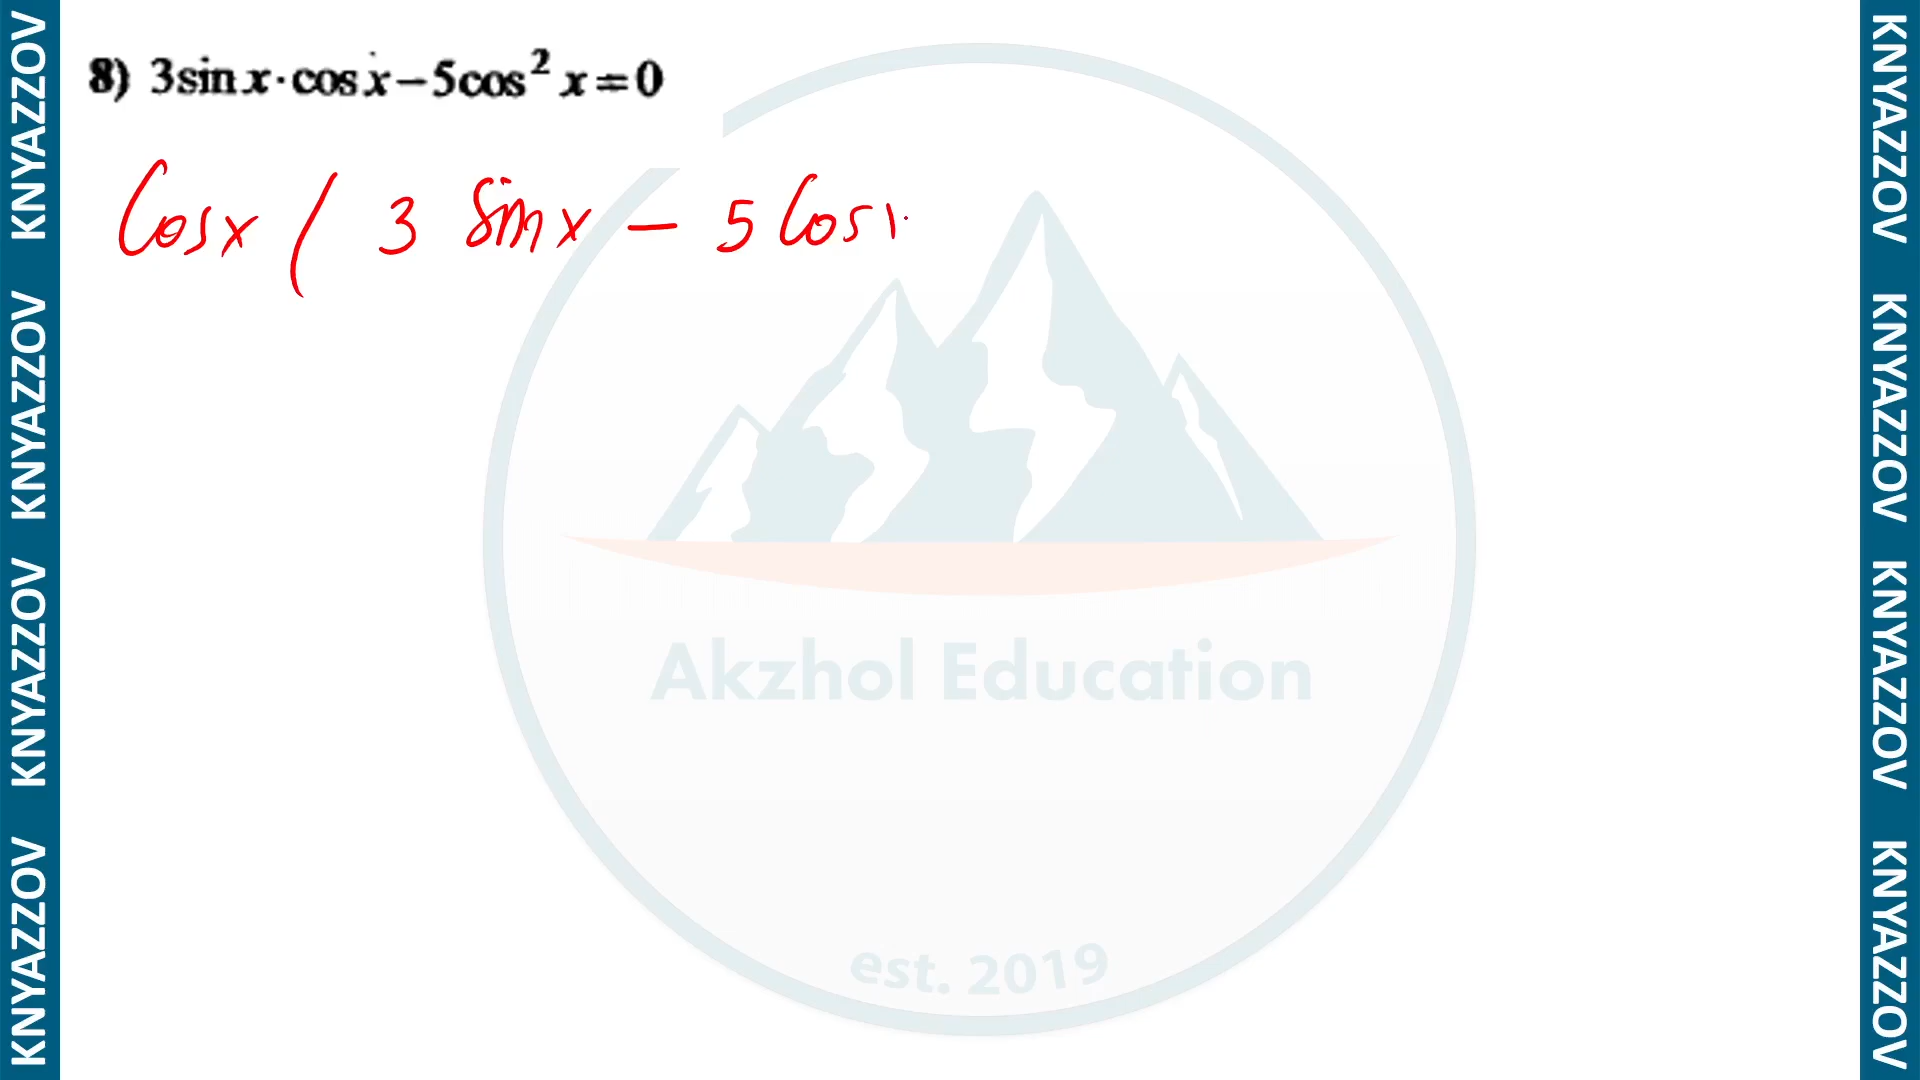 8) 3sin x · cos x – 5cos² x = 0
Cosx ( 3 Sinx – 5 Cosx
Akzhol Education
est. 2019
KNYAZZOV
KNYAZZOV
KNYAZZOV
KNYAZZOV
KNYAZZOV
KNYAZZOV
KNYAZZOV
KNYAZZOV